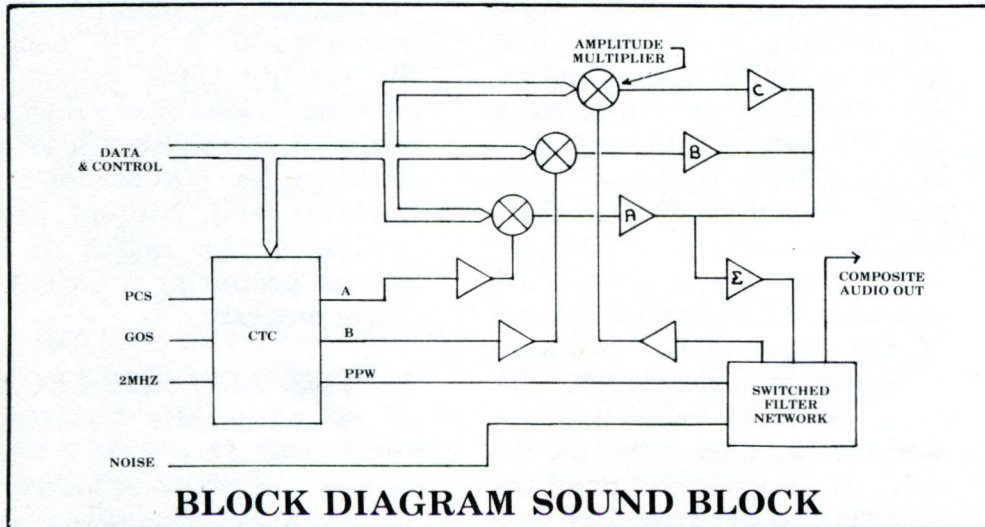 AMPLITUDE
MULTIPLIER
C
DATA
& CONTROL
B
A
Σ
COMPOSITE
AUDIO OUT
PCS
A
GOS
CTC
B
2MHZ
PPW
SWITCHED
FILTER
NETWORK
NOISE
BLOCK DIAGRAM SOUND BLOCK